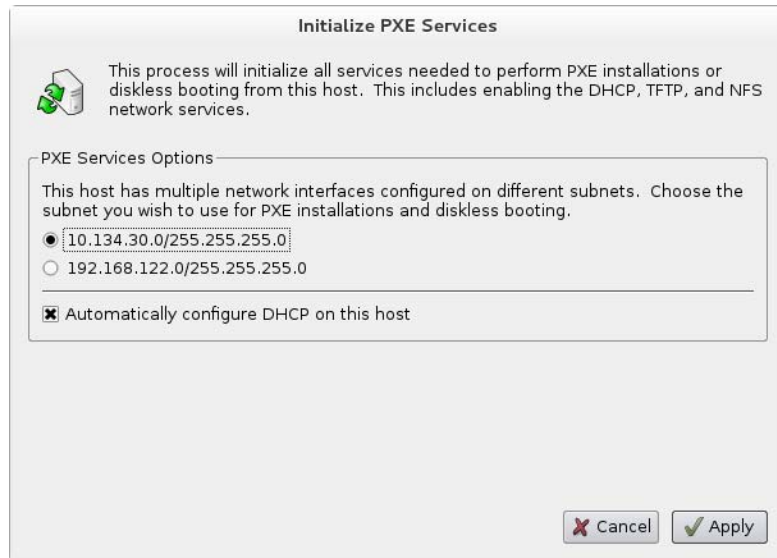 Initialize PXE Services
This process will initialize all services needed to perform PXE installations or
diskless booting from this host.  This includes enabling the DHCP, TFTP, and NFS
network services.
PXE Services Options
This host has multiple network interfaces configured on different subnets.  Choose the
subnet you wish to use for PXE installations and diskless booting.
10.134.30.0/255.255.255.0
192.168.122.0/255.255.255.0
Automatically configure DHCP on this host
Cancel Apply